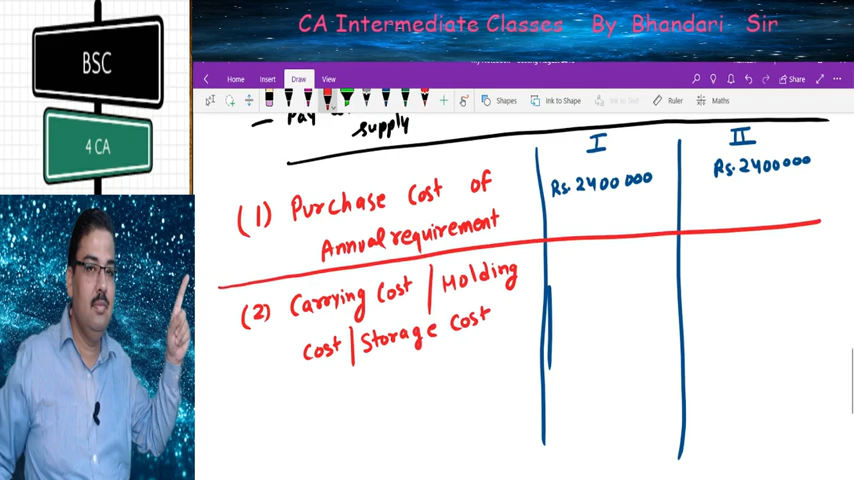 CA Intermediate Classes By Bhandari Sir
BSC
4 CA
Home Insert Draw View
Share
Shapes
Ink to Shape
Ink to Text
Ruler
Maths
supply
I
II
Rs. 2400000
Rs. 2400000
(1) Purchase Cost of
Annual requirement
(2) Carrying Cost / Holding
Cost / Storage Cost